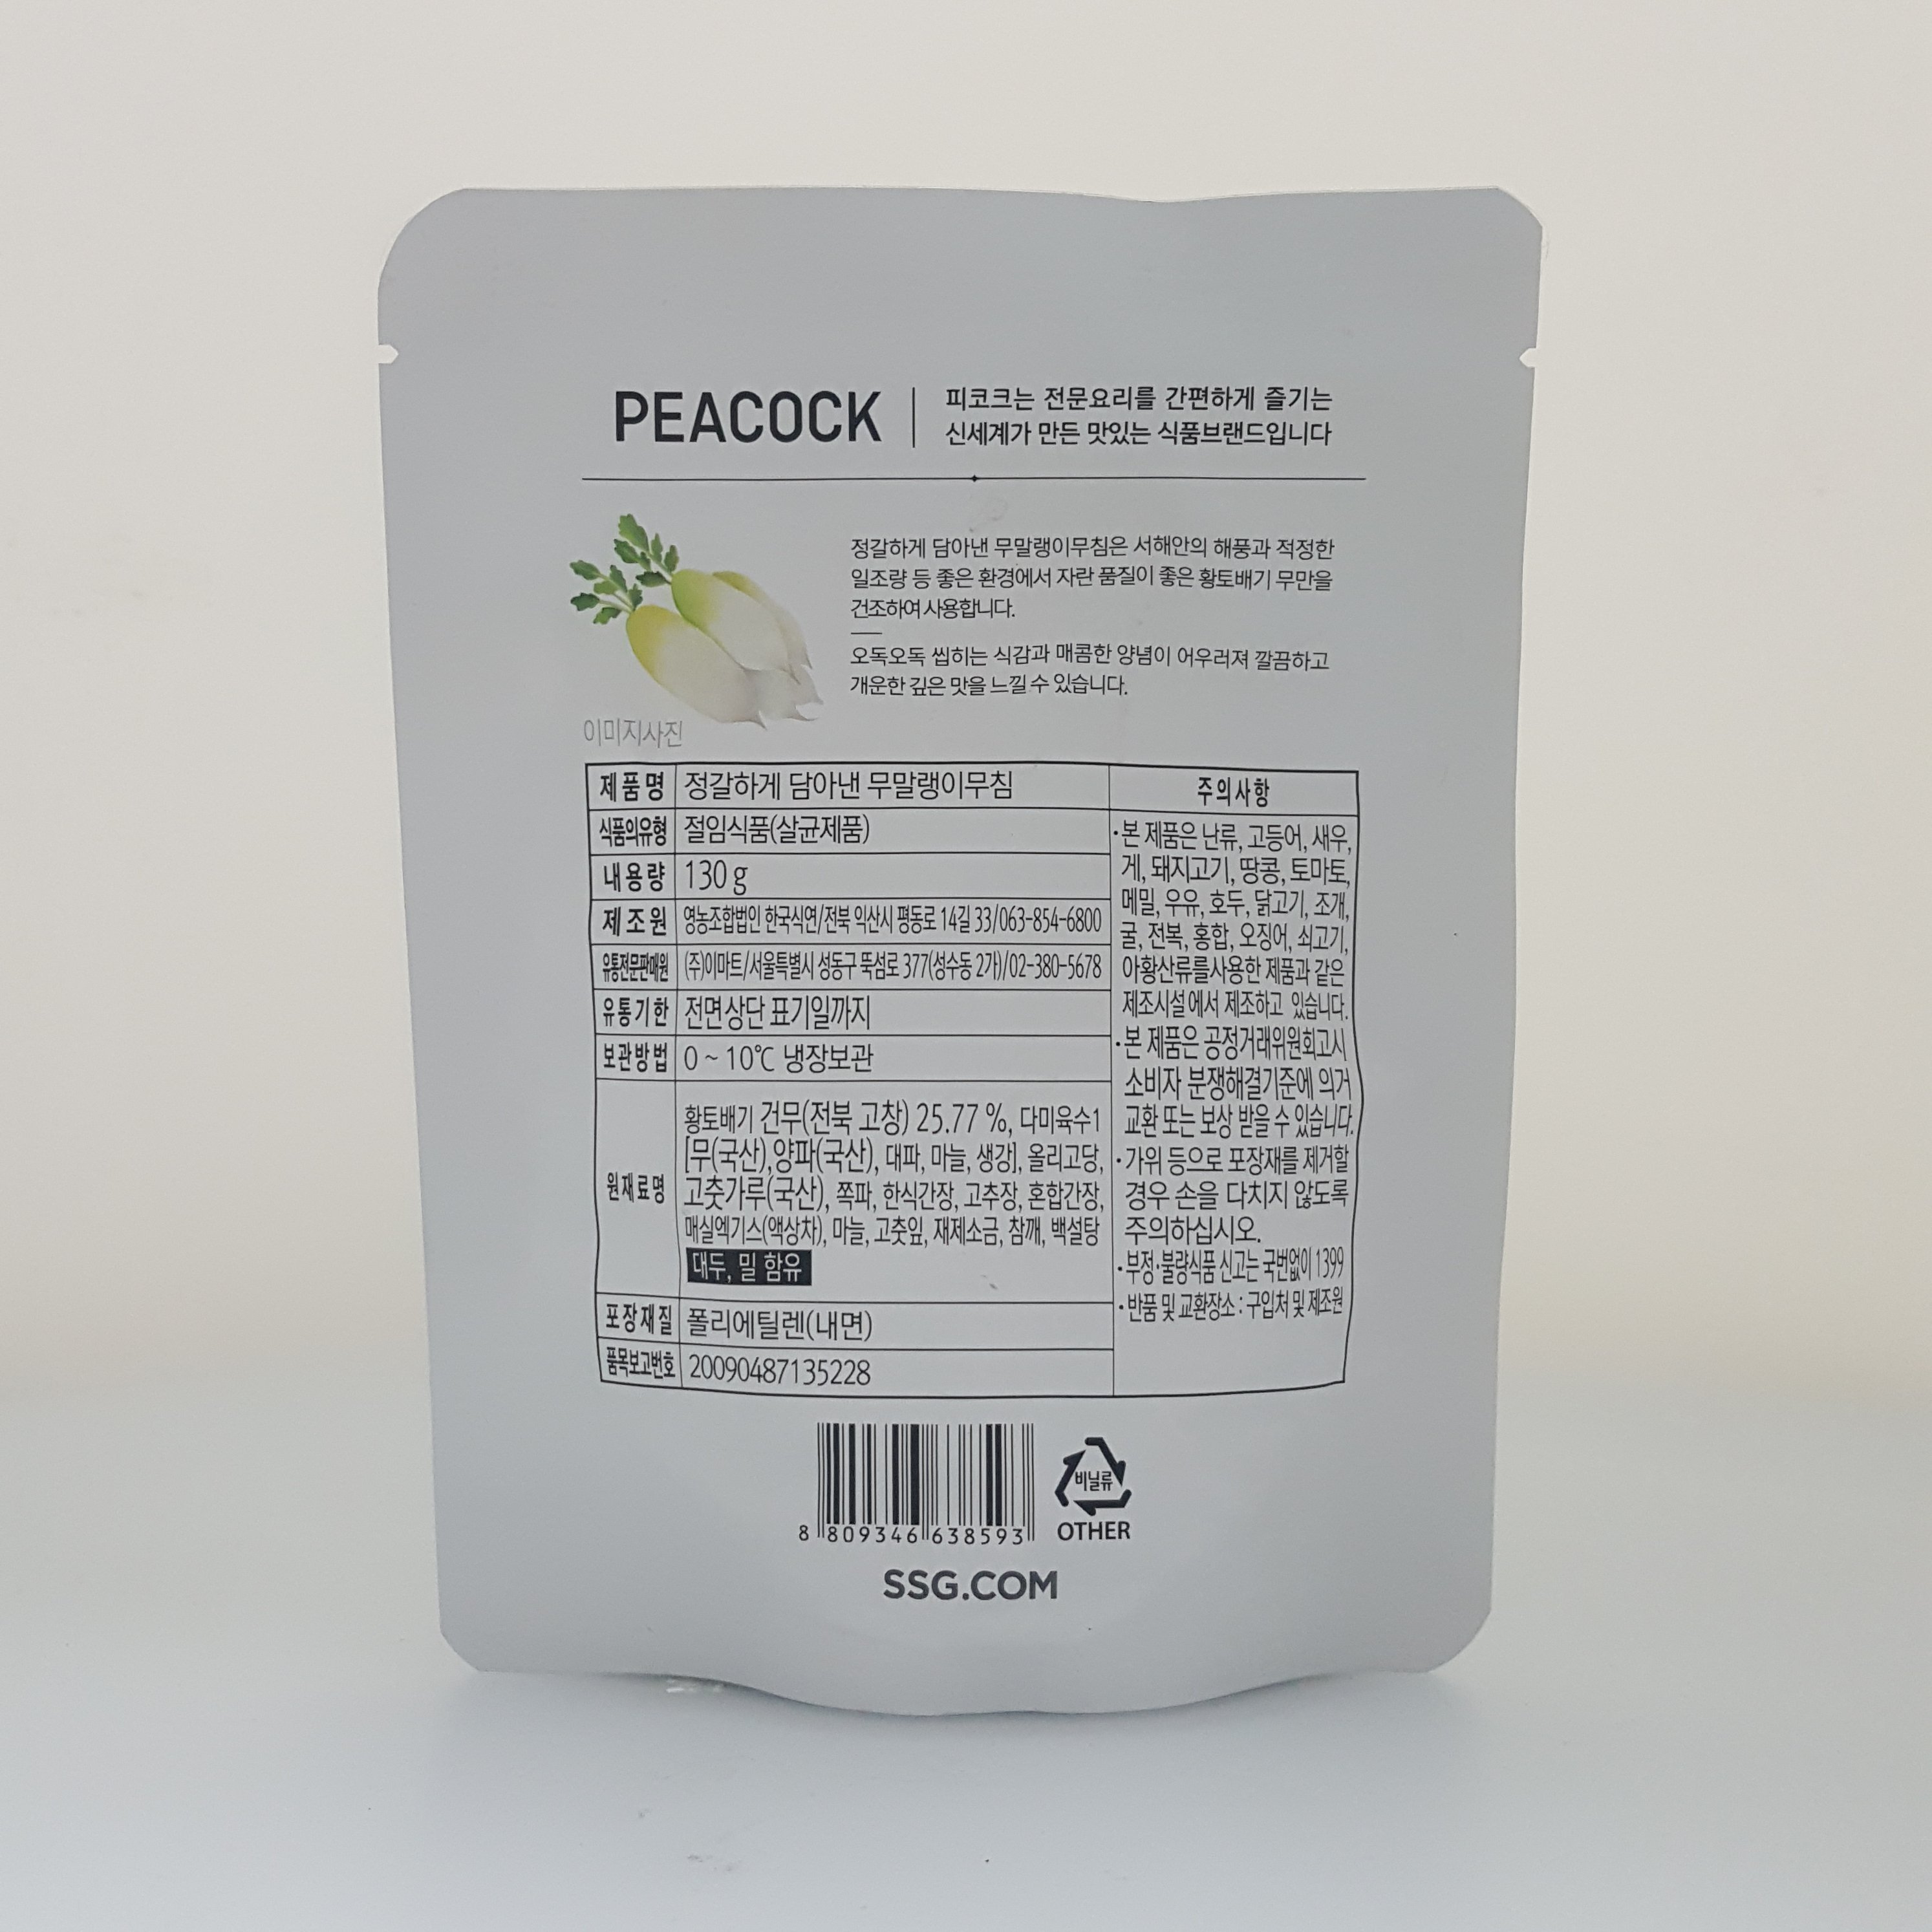 PEACOCK
피코크는 전문요리를 간편하게 즐기는
신세계가 만든 맛있는 식품브랜드입니다
정갈하게 담아낸 무말랭이무침은 서해안의 해풍과 적정한
일조량 등 좋은 환경에서 자란 품질이 좋은 황토배기 무만을
건조하여 사용합니다.
오독오독 씹히는 식감과 매콤한 양념이 어우러져 깔끔하고
개운한 깊은 맛을 느낄 수 있습니다.
이미지사진
제품명 정갈하게 담아낸 무말랭이무침
식품의유형 절임식품(살균제품)
내용량 130 g
제조원 영농조합법인 한국식연/전북 익산시 평동로 14길 33/063-854-6800
유통전문판매원 (주)이마트/서울특별시 성동구 뚝섬로 377(성수동 2가)/02-380-5678
유통기한 전면상단 표기일까지
보관방법 0 ~ 10℃ 냉장보관
원재료명
황토배기 건무(전북 고창) 25.77 %, 다미육수1
[무(국산),양파(국산), 대파, 마늘, 생강], 올리고당,
고춧가루(국산), 쪽파, 한식간장, 고추장, 혼합간장,
매실엑기스(액상차), 마늘, 고춧잎, 재제소금, 참깨, 백설탕
대두, 밀 함유
포장재질 폴리에틸렌(내면)
품목보고번호 20090487135228
주의사항
·본 제품은 난류, 고등어, 새우,
게, 돼지고기, 땅콩, 토마토,
메밀, 우유, 호두, 닭고기, 조개,
굴, 전복, 홍합, 오징어, 쇠고기,
아황산류를사용한 제품과 같은
제조시설에서 제조하고 있습니다.
·본 제품은 공정거래위원회고시
소비자 분쟁해결기준에 의거
교환 또는 보상 받을 수 있습니다.
·가위 등으로 포장재를 제거할
경우 손을 다치지 않도록
주의하십시오.
·부정·불량식품 신고는 국번없이 1399
·반품 및 교환장소 : 구입처 및 제조원
8 809346 638593
비닐류
OTHER
SSG.COM